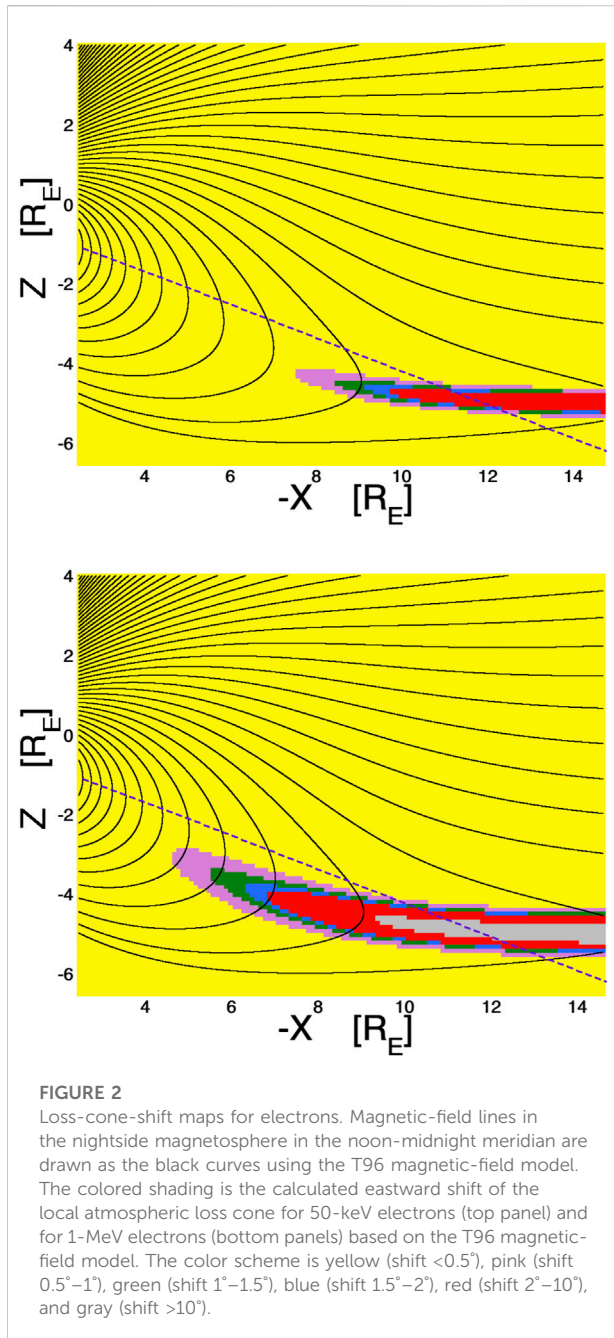 4
2
0
-2
-4
-6
Z [R_E]
4 6 8 10 12 14
-X [R_E]
4
2
0
-2
-4
-6
Z [R_E]
4 6 8 10 12 14
-X [R_E]
FIGURE 2
Loss-cone-shift maps for electrons. Magnetic-field lines in
the nightside magnetosphere in the noon-midnight meridian are
drawn as the black curves using the T96 magnetic-field model.
The colored shading is the calculated eastward shift of the
local atmospheric loss cone for 50-keV electrons (top panel) and
for 1-MeV electrons (bottom panels) based on the T96 magnetic-
field model. The color scheme is yellow (shift <0.5°), pink (shift
0.5°–1°), green (shift 1°–1.5°), blue (shift 1.5°–2°), red (shift 2°–10°),
and gray (shift >10°).